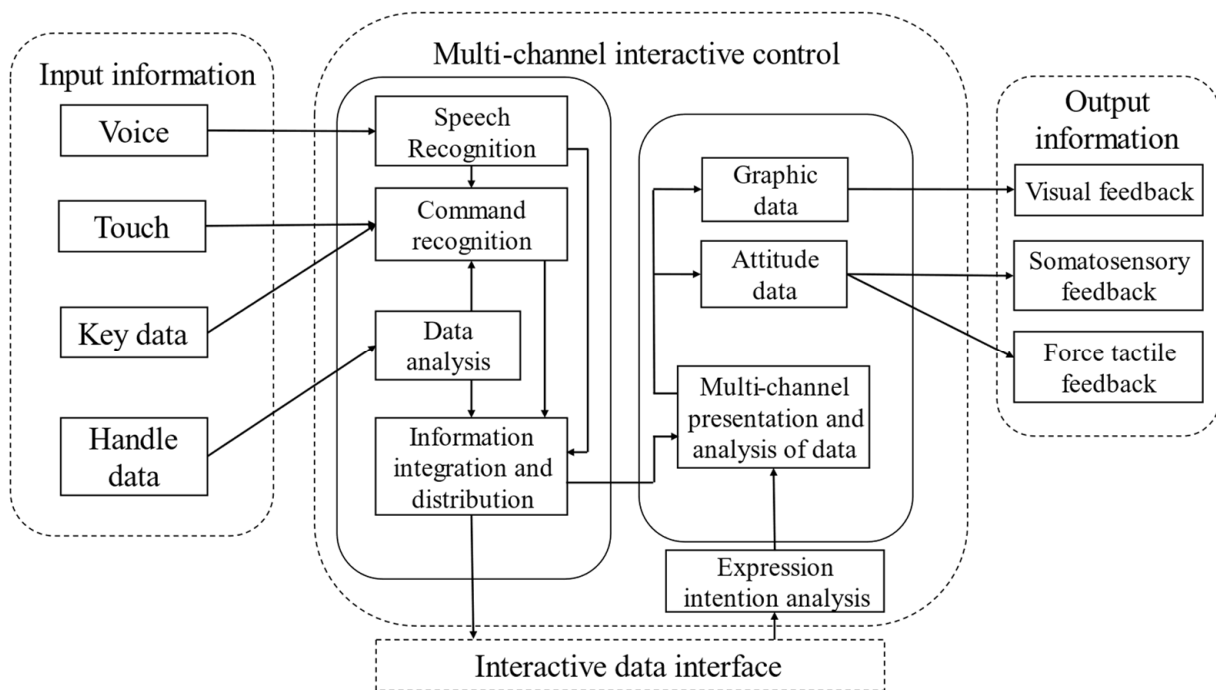 Input information
Voice
Touch
Key data
Handle
data
Multi-channel interactive control
Speech
Recognition
Command
recognition
Data
analysis
Information
integration and
distribution
Graphic
data
Attitude
data
Multi-channel
presentation and
analysis of data
Expression
intention analysis
Interactive data interface
Output
information
Visual feedback
Somatosensory
feedback
Force tactile
feedback